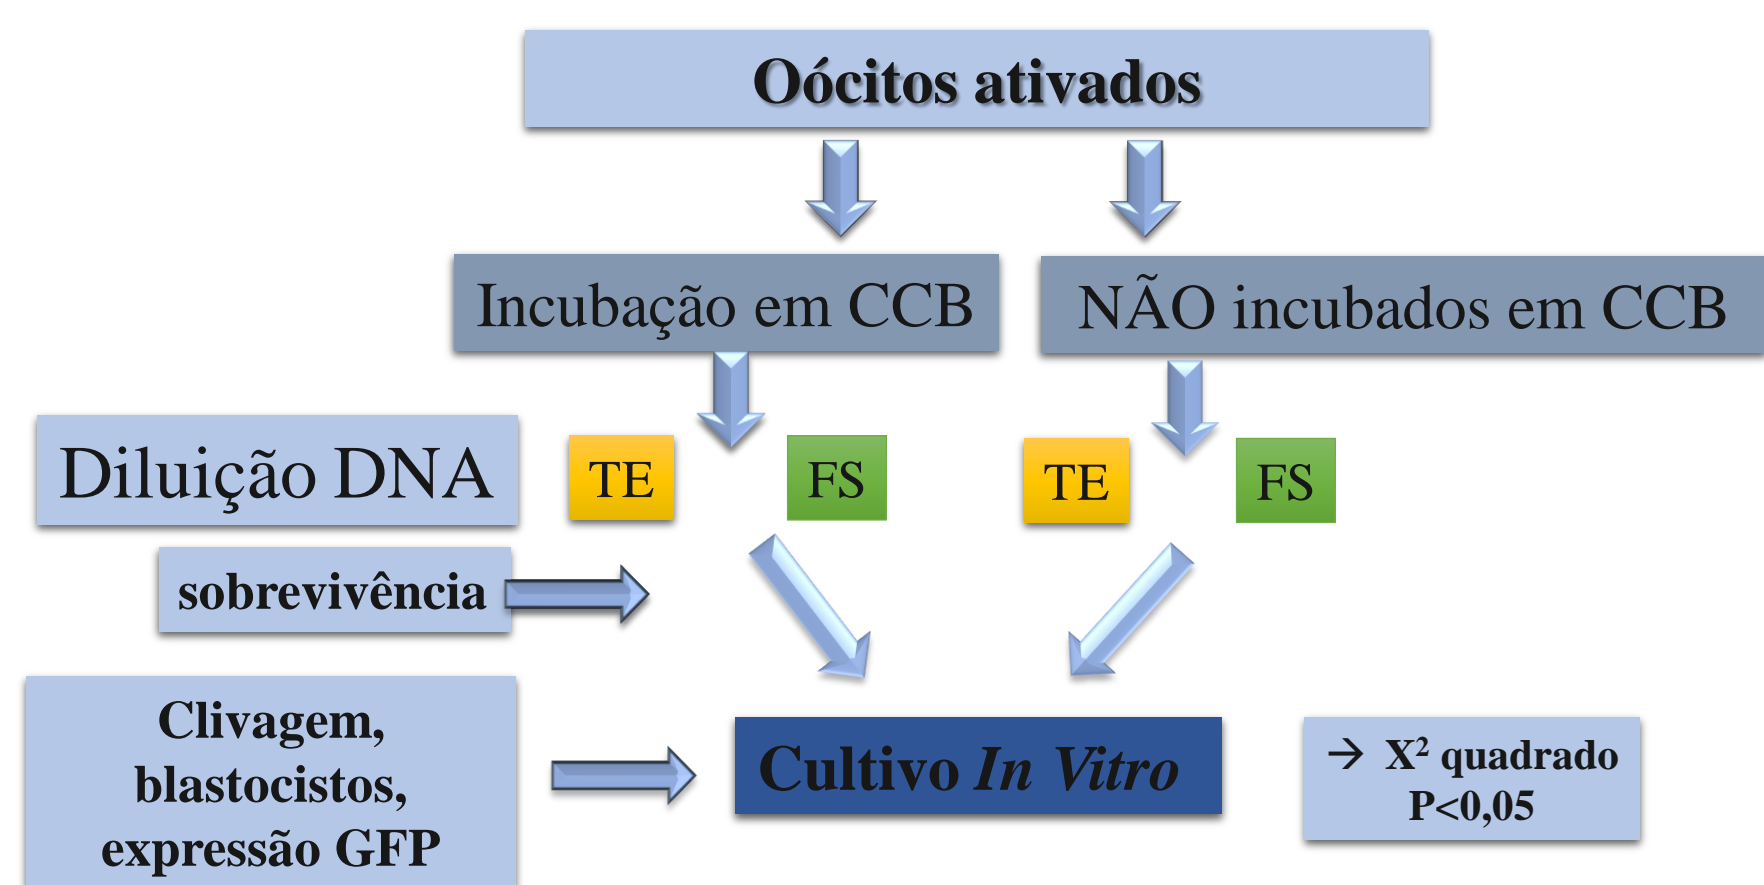 Oócitos ativados
Incubação em CCB
NÃO incubados em CCB
Diluição DNA
TE
FS
TE
FS
sobrevivência
Clivagem,
blastocistos,
expressão GFP
Cultivo In Vitro
→ X² quadrado
P<0,05